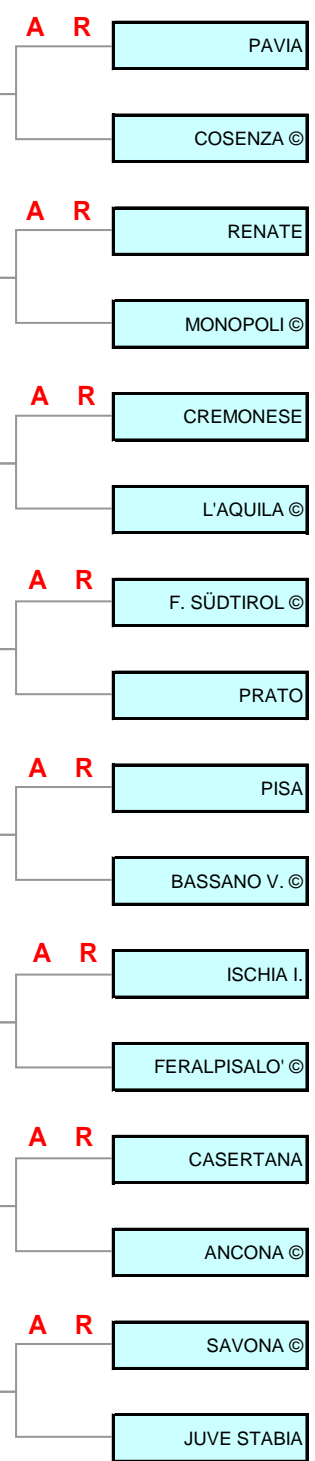 A R
PAVIA
COSENZA ©
A R
RENATE
MONOPOLI ©
A R
CREMONESE
L'AQUILA ©
A R
F. SÜDTIROL ©
PRATO
A R
PISA
BASSANO V. ©
A R
ISCHIA I.
FERALPISALO' ©
A R
CASERTANA
ANCONA ©
A R
SAVONA ©
JUVE STABIA